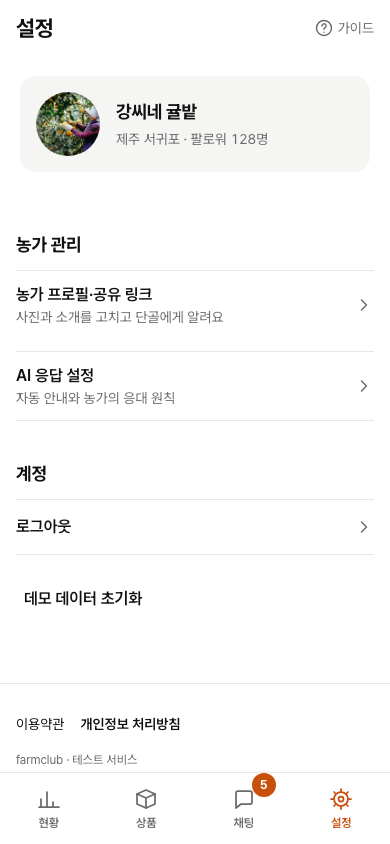 설정
가이드
강씨네 귤밭
제주 서귀포 · 팔로워 128명
농가 관리
농가 프로필·공유 링크
사진과 소개를 고치고 단골에게 알려요
AI 응답 설정
자동 안내와 농가의 응대 원칙
계정
로그아웃
데모 데이터 초기화
이용약관 개인정보 처리방침
farmclub · 테스트 서비스
5
현황 상품 채팅 설정